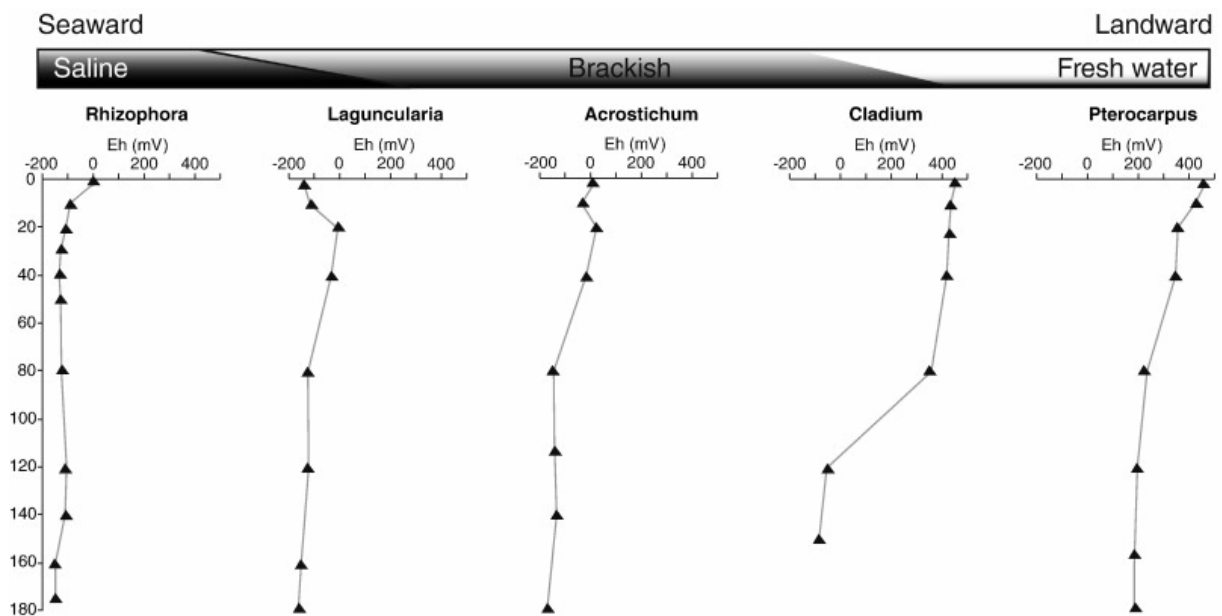 Seaward Landward
Saline Brackish Fresh water
Rhizophora Laguncularia Acrostichum Cladium Pterocarpus
Eh (mV) Eh (mV) Eh (mV) Eh (mV) Eh (mV)
-200 0 200 400 -200 0 200 400 -200 0 200 400 -200 0 200 400 -200 0 200 400
0
20
40
60
80
100
120
140
160
180